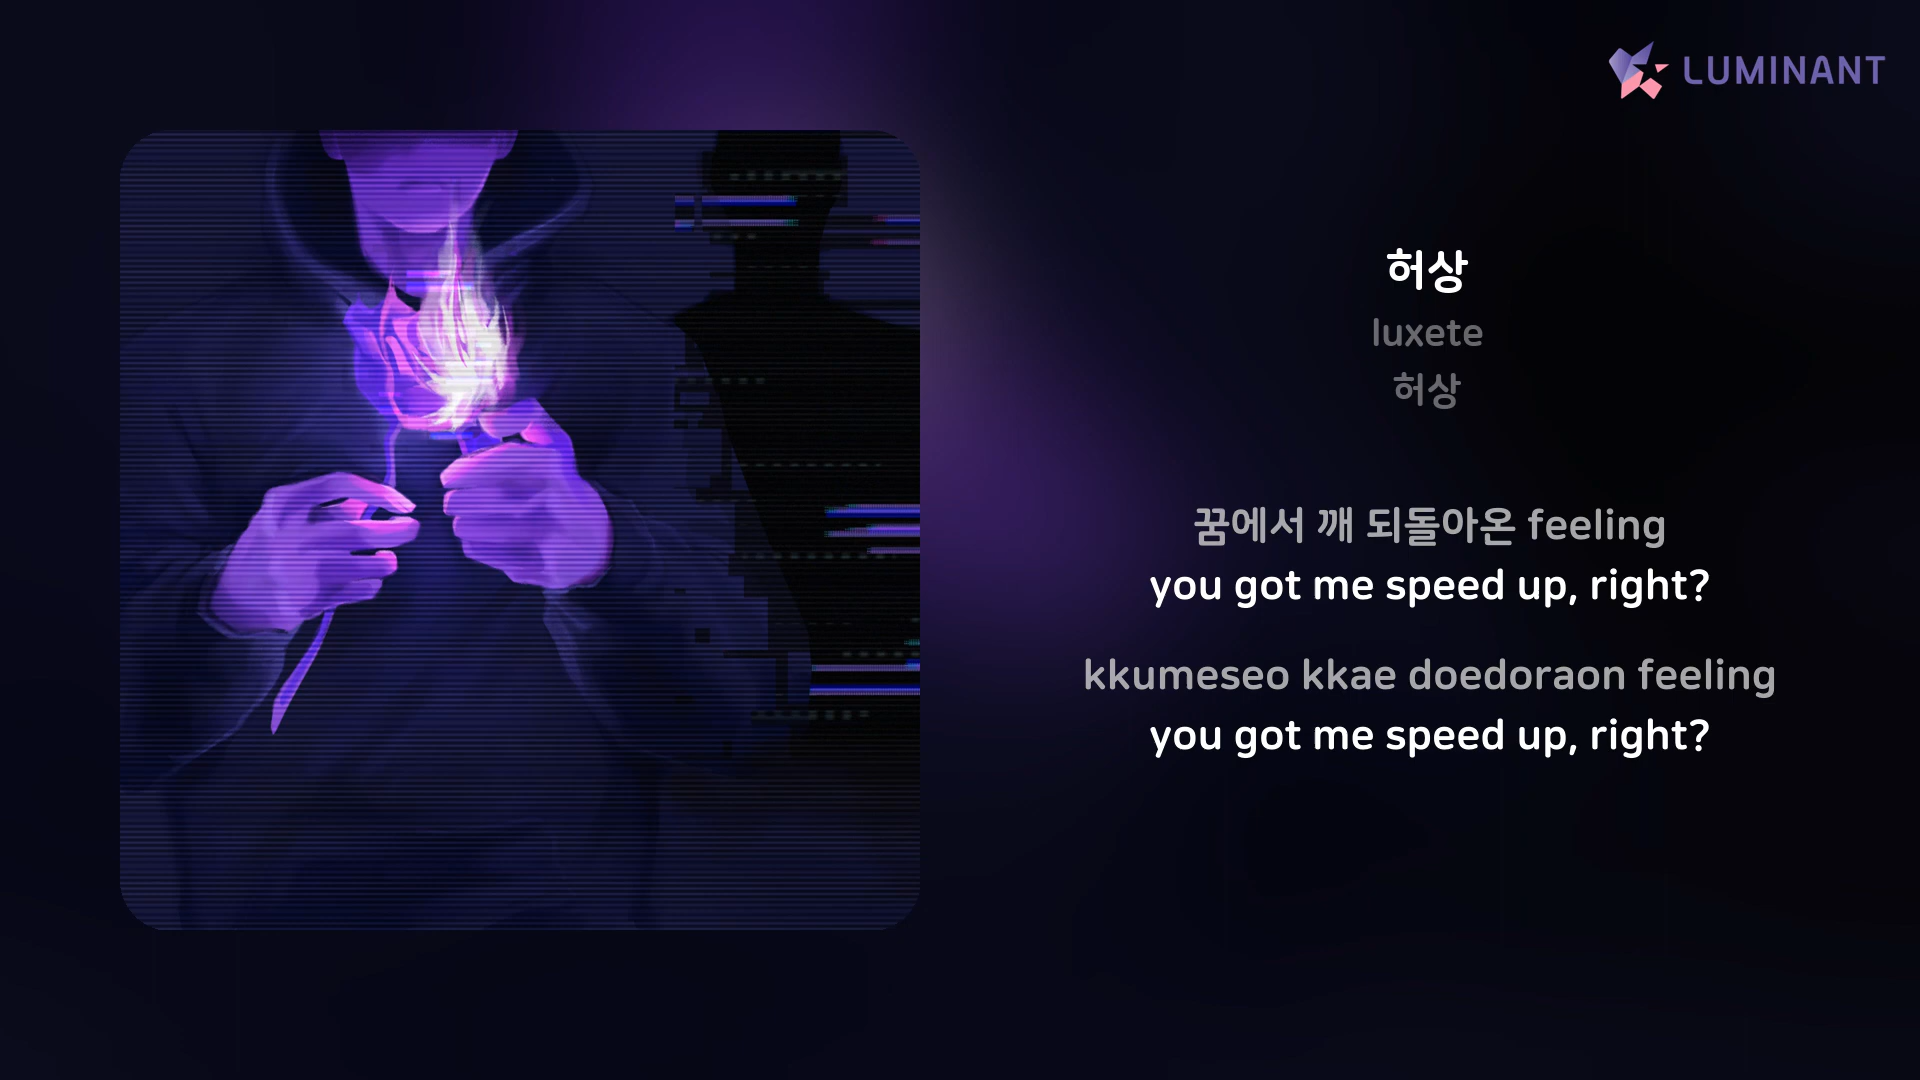 LUMINANT
허상
luxete
허상
꿈에서 깨 되돌아온 feeling
you got me speed up, right?
kkumeseo kkae doedoraon feeling
you got me speed up, right?